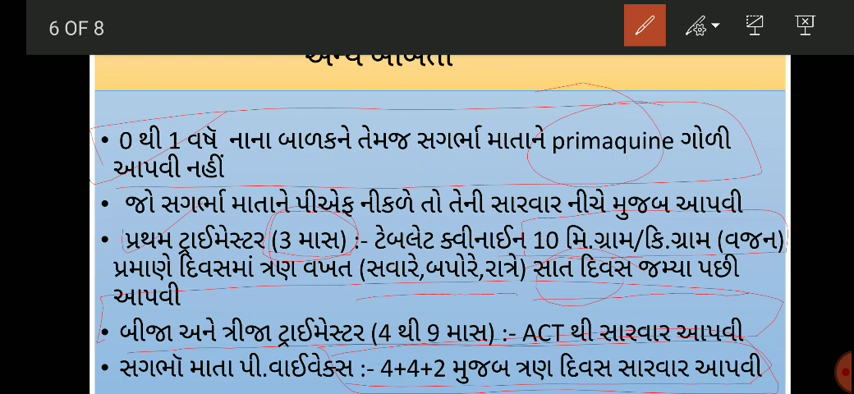 6 OF 8
અન્ય બાબતો
• 0 થી 1 વર્ષ નાના બાળકને તેમજ સગર્ભા માતાને primaquine ગોળી
આપવી નહીં
• જો સગર્ભા માતાને પીએફ નીકળે તો તેની સારવાર નીચે મુજબ આપવી
• પ્રથમ ટ્રાઈમેસ્ટર (3 માસ) :- ટેબલેટ ક્વીનાઈન 10 મિ.ગ્રામ/કિ.ગ્રામ (વજન)
પ્રમાણે દિવસમાં ત્રણ વખત (સવારે,બપોરે,રાત્રે) સાત દિવસ જમ્યા પછી
આપવી
• બીજા અને ત્રીજા ટ્રાઈમેસ્ટર (4 થી 9 માસ) :- ACT થી સારવાર આપવી
• સગર્ભા માતા પી.વાઈવેક્સ :- 4+4+2 મુજબ ત્રણ દિવસ સારવાર આપવી